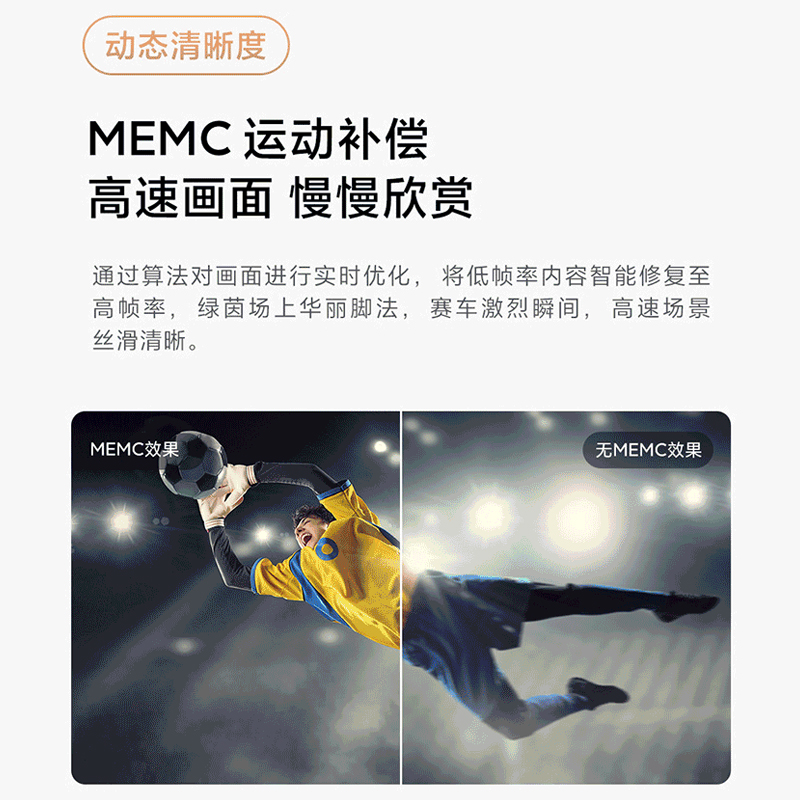 动态清晰度
MEMC 运动补偿
高速画面 慢慢欣赏
通过算法对画面进行实时优化，将低帧率内容智能修复至
高帧率，绿茵场上华丽脚法，赛车激烈瞬间，高速场景
丝滑清晰。
MEMC效果
无MEMC效果